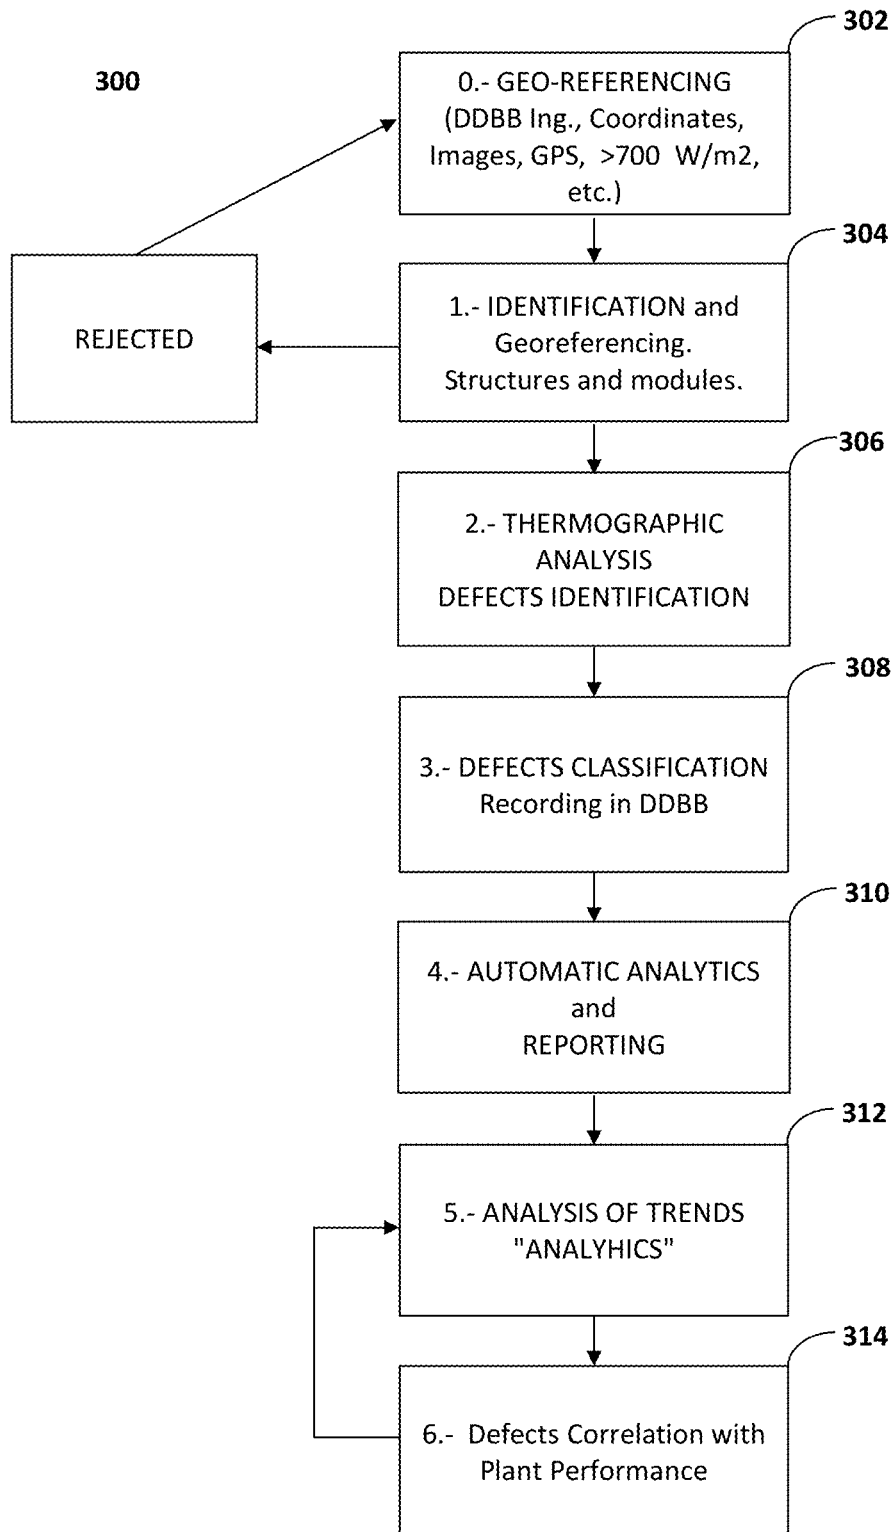 302
300
0.- GEO-REFERENCING
(DDBB Ing., Coordinates,
Images, GPS, >700 W/m2,
etc.)
304
REJECTED
1.- IDENTIFICATION and
Georeferencing.
Structures and modules.
306
2.- THERMOGRAPHIC
ANALYSIS
DEFECTS IDENTIFICATION
308
3.- DEFECTS CLASSIFICATION
Recording in DDBB
310
4.- AUTOMATIC ANALYTICS
and
REPORTING
312
5.- ANALYSIS OF TRENDS
"ANALYHICS"
314
6.- Defects Correlation with
Plant Performance